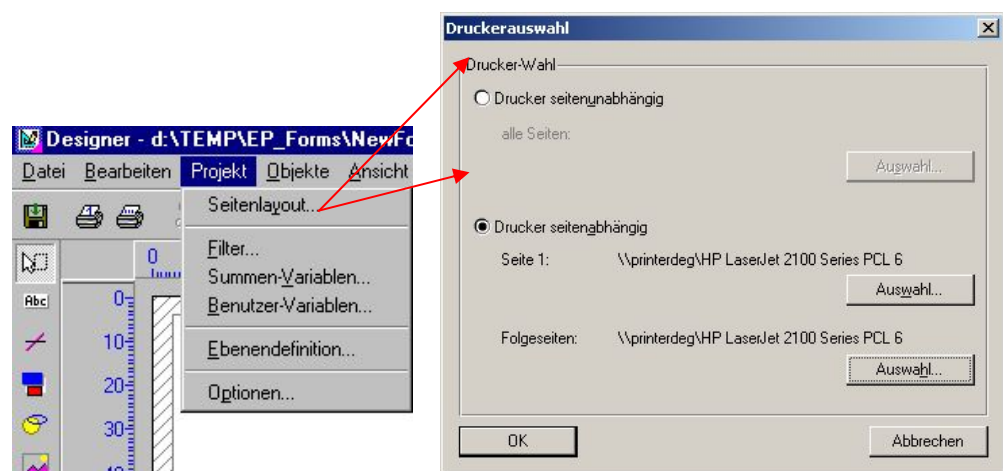 Designer - d:\TEMP\EP_Forms\NewFo
Datei Bearbeiten Projekt Objekte Ansicht
Seitenlayout...
Filter...
Summen-Variablen...
Benutzer-Variablen...
Ebenendefinition...
Optionen...
0
Abc
0
10
20
30
40
Druckerauswahl
Drucker-Wahl
Drucker seitenunabhängig
alle Seiten:
Auswahl...
Drucker seitenabhängig
Seite 1: \\printerdeg\HP LaserJet 2100 Series PCL 6
Auswahl...
Folgeseiten: \\printerdeg\HP LaserJet 2100 Series PCL 6
Auswahl...
OK Abbrechen